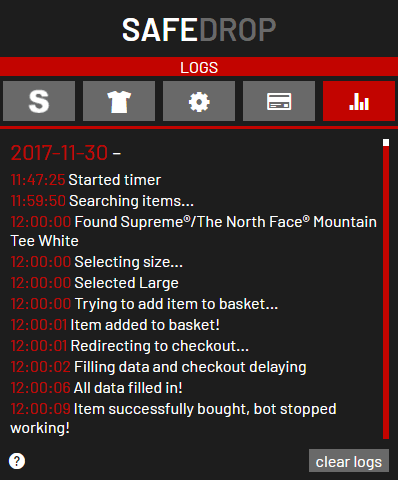 SAFEDROP
LOGS
S
2017-11-30 –
11:47:25 Started timer
11:59:50 Searching items...
12:00:00 Found Supreme®/The North Face® Mountain
Tee White
12:00:00 Selecting size...
12:00:00 Selected Large
12:00:00 Trying to add item to basket...
12:00:01 Item added to basket!
12:00:01 Redirecting to checkout...
12:00:02 Filling data and checkout delaying
12:00:06 All data filled in!
12:00:09 Item successfully bought, bot stopped
working!
?
clear logs